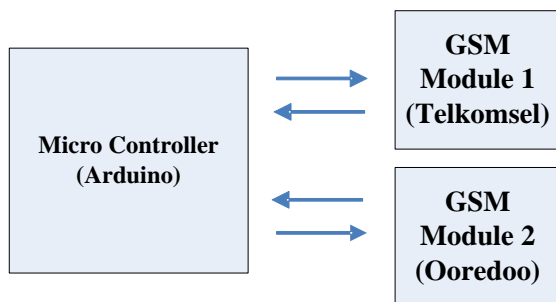 Micro Controller
(Arduino)
GSM
Module 1
(Telkomsel)
GSM
Module 2
(Ooredoo)